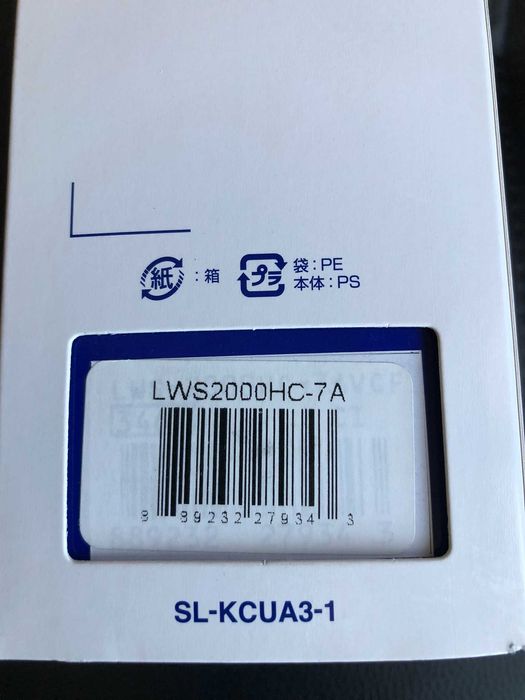 紙 : 箱
プラ 袋 : PE
本体 : PS
LWS2000HC-7A
8 89232 27934 3
SL-KCUA3-1